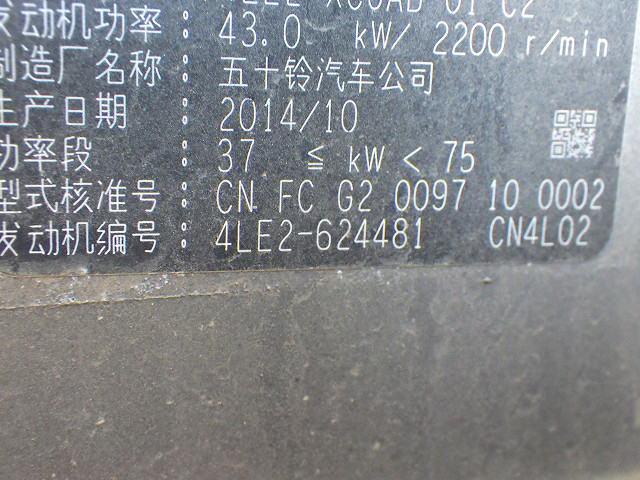 发动机功率：43.0 kW/ 2200 r/min
制造厂名称：五十铃汽车公司
生产日期：2014/10
功率段：37 ≦ kW < 75
型式核准号：CN FC G2 0097 10 0002
发动机编号：4LE2-624481 CN4L02